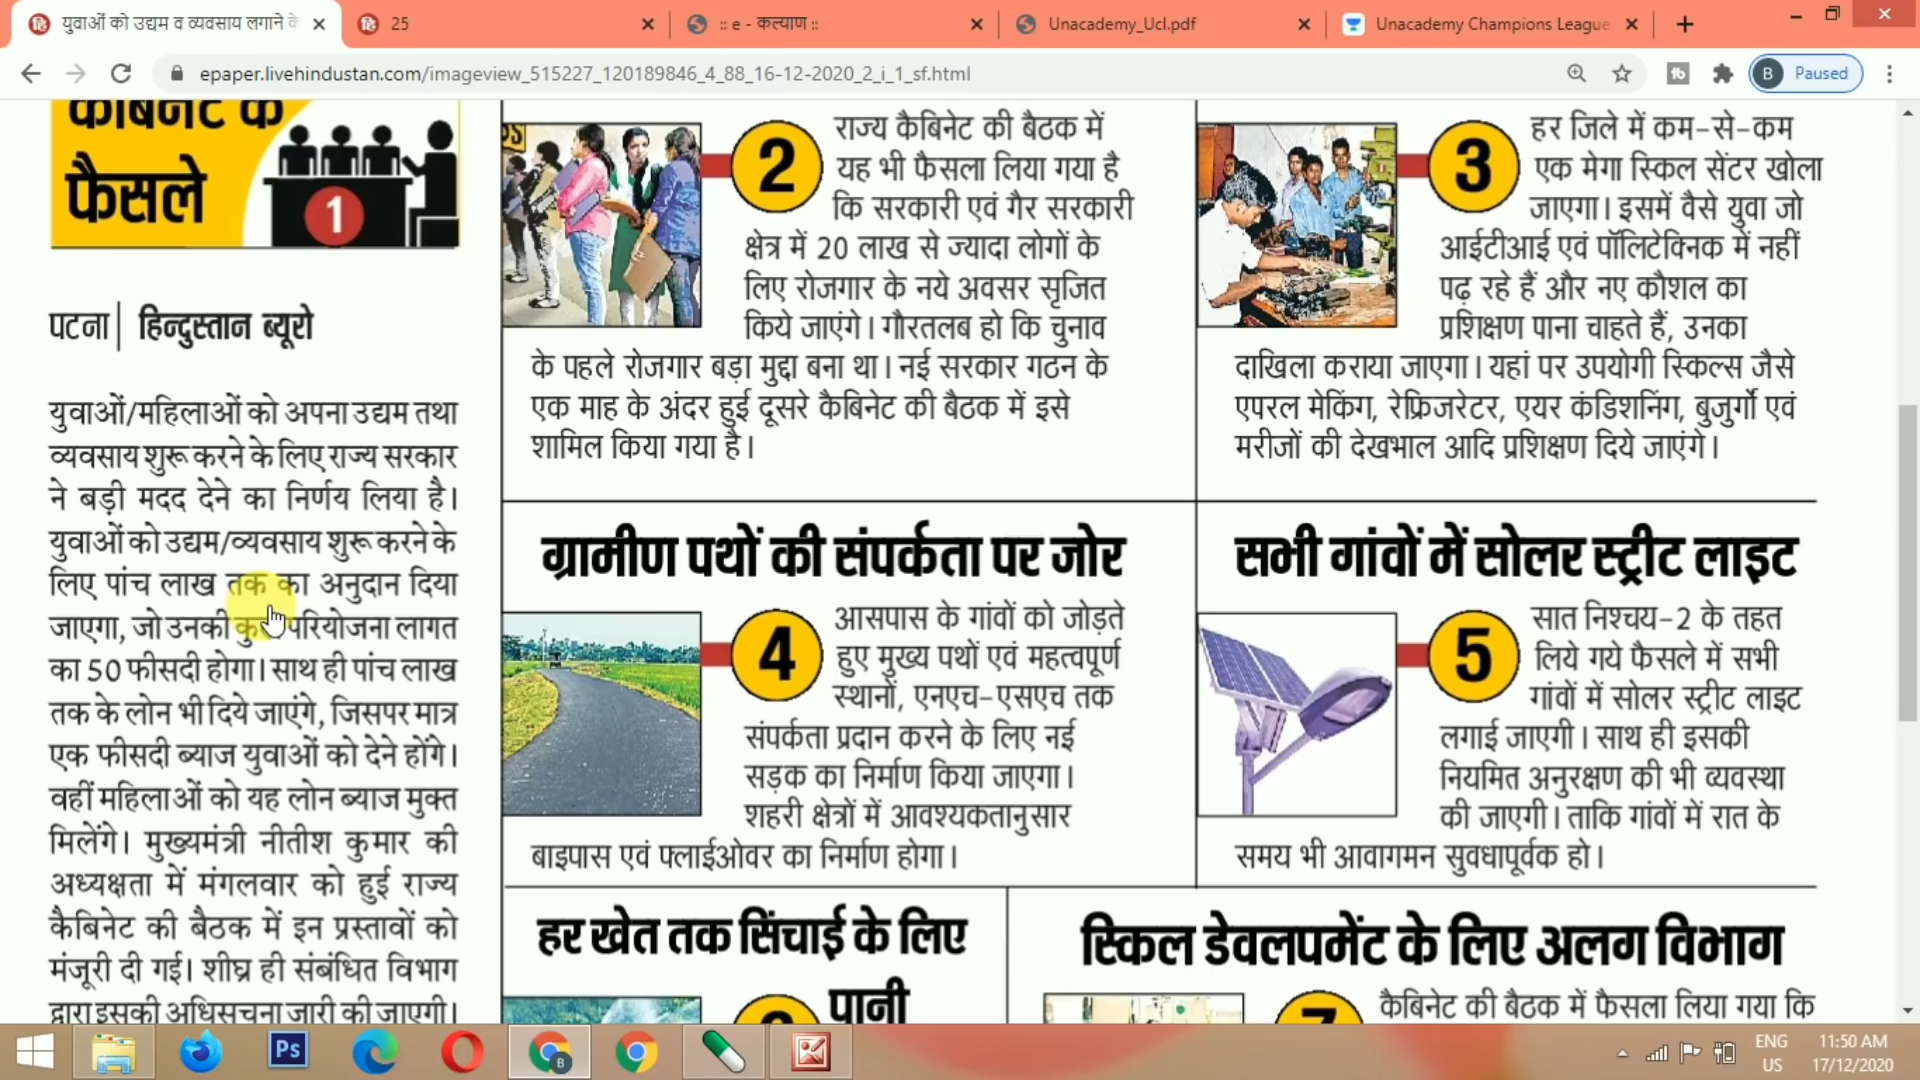 युवाओं को उद्यम व व्यवसाय लगाने के
25
:: e - कल्याण ::
Unacademy_Ucl.pdf
Unacademy Champions League
epaper.livehindustan.com/imageview_515227_120189846_4_88_16-12-2020_2_i_1_sf.html
B Paused
कैबिनेट के
फैसले
1
पटना| हिन्दुस्तान ब्यूरो
युवाओं/महिलाओं को अपना उद्यम तथा
व्यवसाय शुरू करने के लिए राज्य सरकार
ने बड़ी मदद देने का निर्णय लिया है।
युवाओं को उद्यम/व्यवसाय शुरू करने के
लिए पांच लाख तक का अनुदान दिया
जाएगा, जो उनकी कुल परियोजना लागत
का 50 फीसदी होगा। साथ ही पांच लाख
तक के लोन भी दिये जाएंगे, जिसपर मात्र
एक फीसदी ब्याज युवाओं को देने होंगे।
वहीं महिलाओं को यह लोन ब्याज मुक्त
मिलेंगे। मुख्यमंत्री नीतीश कुमार की
अध्यक्षता में मंगलवार को हुई राज्य
कैबिनेट की बैठक में इन प्रस्तावों को
मंजूरी दी गई। शीघ्र ही संबंधित विभाग
द्वारा इसकी अधिसूचना जारी की जाएगी।
2
राज्य कैबिनेट की बैठक में
यह भी फैसला लिया गया है
कि सरकारी एवं गैर सरकारी
क्षेत्र में 20 लाख से ज्यादा लोगों के
लिए रोजगार के नये अवसर सृजित
किये जाएंगे। गौरतलब हो कि चुनाव
के पहले रोजगार बड़ा मुद्दा बना था। नई सरकार गठन के
एक माह के अंदर हुई दूसरे कैबिनेट की बैठक में इसे
शामिल किया गया है।
3
हर जिले में कम-से-कम
एक मेगा स्किल सेंटर खोला
जाएगा। इसमें वैसे युवा जो
आईटीआई एवं पॉलिटेक्निक में नहीं
पढ़ रहे हैं और नए कौशल का
प्रशिक्षण पाना चाहते हैं, उनका
दाखिला कराया जाएगा। यहां पर उपयोगी स्किल्स जैसे
एपरल मेकिंग, रेफ्रिजरेटर, एयर कंडिशनिंग, बुजुर्गो एवं
मरीजों की देखभाल आदि प्रशिक्षण दिये जाएंगे।
ग्रामीण पथों की संपर्कता पर जोर
4
आसपास के गांवों को जोड़ते
हुए मुख्य पथों एवं महत्वपूर्ण
स्थानों, एनएच-एसएच तक
संपर्कता प्रदान करने के लिए नई
सड़क का निर्माण किया जाएगा।
शहरी क्षेत्रों में आवश्यकतानुसार
बाइपास एवं फ्लाईओवर का निर्माण होगा।
सभी गांवों में सोलर स्ट्रीट लाइट
5
सात निश्चय-2 के तहत
लिये गये फैसले में सभी
गांवों में सोलर स्ट्रीट लाइट
लगाई जाएगी। साथ ही इसकी
नियमित अनुरक्षण की भी व्यवस्था
की जाएगी। ताकि गांवों में रात के
समय भी आवागमन सुवधापूर्वक हो।
हर खेत तक सिंचाई के लिए
पानी
स्किल डेवलपमेंट के लिए अलग विभाग
7
कैबिनेट की बैठक में फैसला लिया गया कि
Ps
B
ENG
US
11:50 AM
17/12/2020